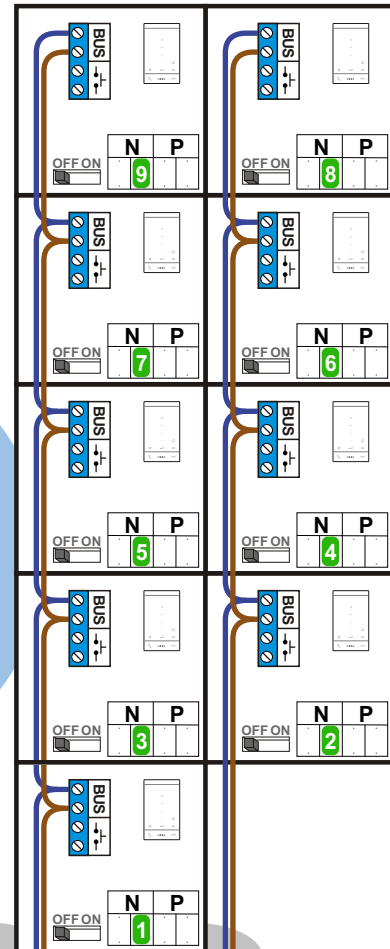 BUS BUS
N P N P
OFF ON 9 OFF ON 8
BUS BUS
N P N P
OFF ON 7 OFF ON 6
BUS BUS
N P N P
OFF ON 5 OFF ON 4
BUS BUS
N P N P
OFF ON 3 OFF ON 2
BUS
N P
OFF ON 1